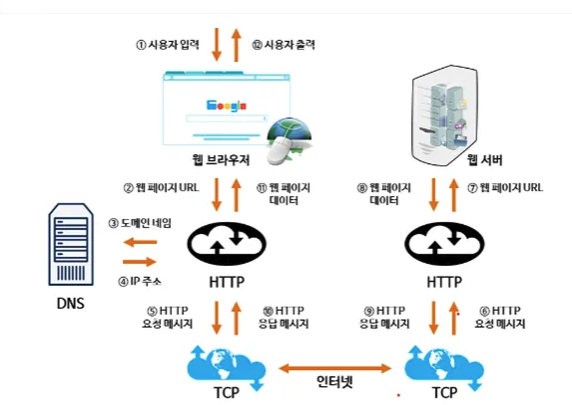 ① 사용자 입력
⑫ 사용자 출력
Google
웹 브라우저
웹 서버
② 웹 페이지 URL
⑪ 웹 페이지
데이터
⑧ 웹 페이지
데이터
⑦ 웹 페이지 URL
③ 도메인 네임
④ IP 주소
DNS
HTTP
HTTP
⑤ HTTP
요청 메시지
⑩ HTTP
응답 메시지
⑨ HTTP
응답 메시지
⑥ HTTP
요청 메시지
인터넷
TCP
TCP